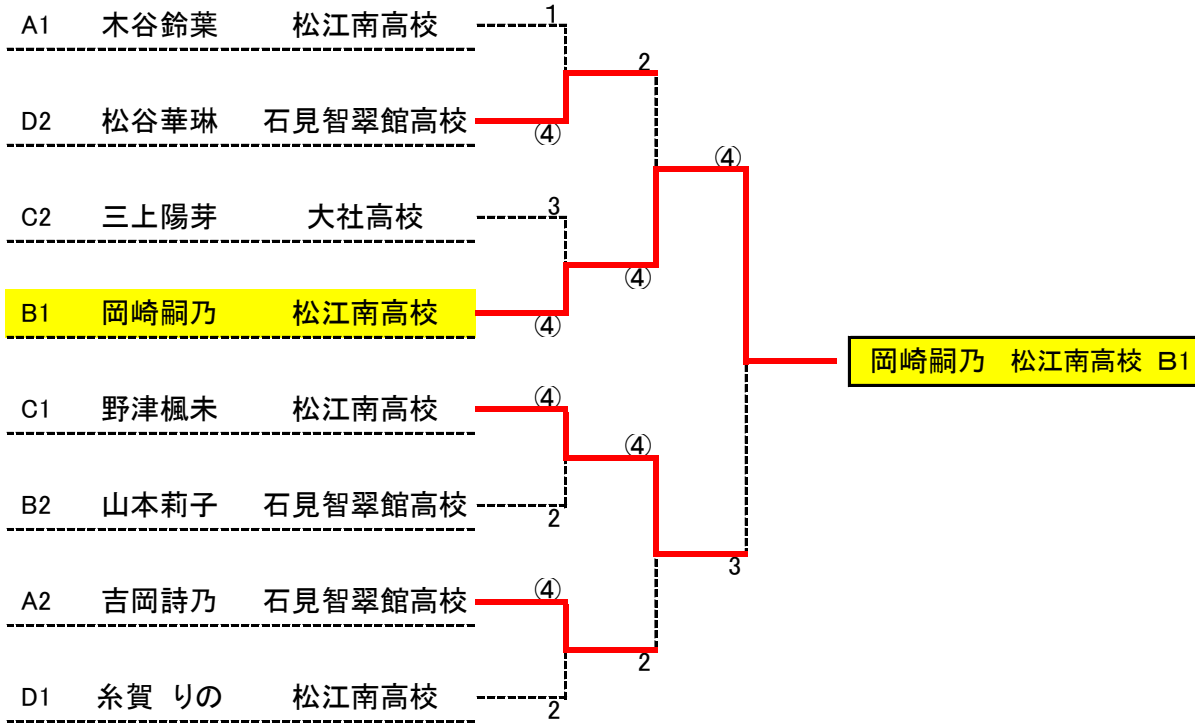 A1 木谷鈴葉 松江南高校 1
2
D2 松谷華琳 石見智翠館高校 ④
④
C2 三上陽芽 大社高校 3
④
B1 岡崎嗣乃 松江南高校 ④
岡崎嗣乃 松江南高校 B1
C1 野津楓未 松江南高校 ④
④
B2 山本莉子 石見智翠館高校 2
3
A2 吉岡詩乃 石見智翠館高校 ④
2
D1 糸賀 りの 松江南高校 2